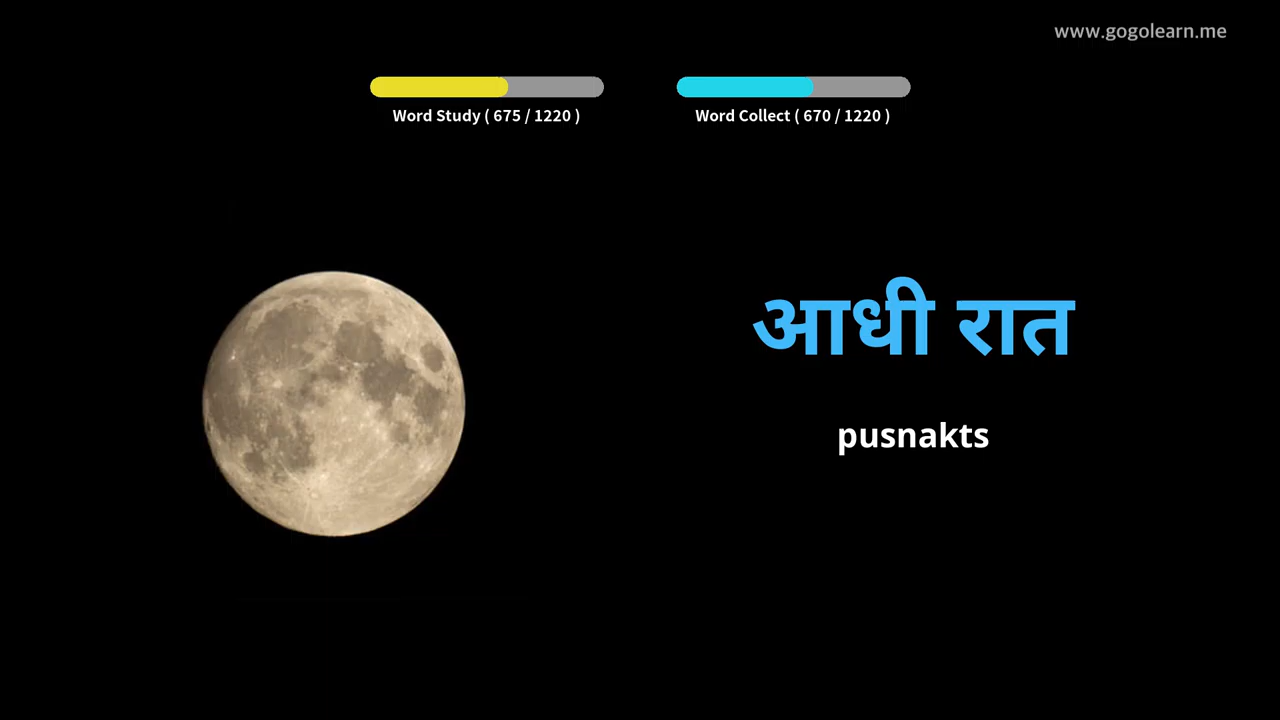 www.gogolearn.me
Word Study ( 675 / 1220 )
Word Collect ( 670 / 1220 )
आधी रात
pusnakts